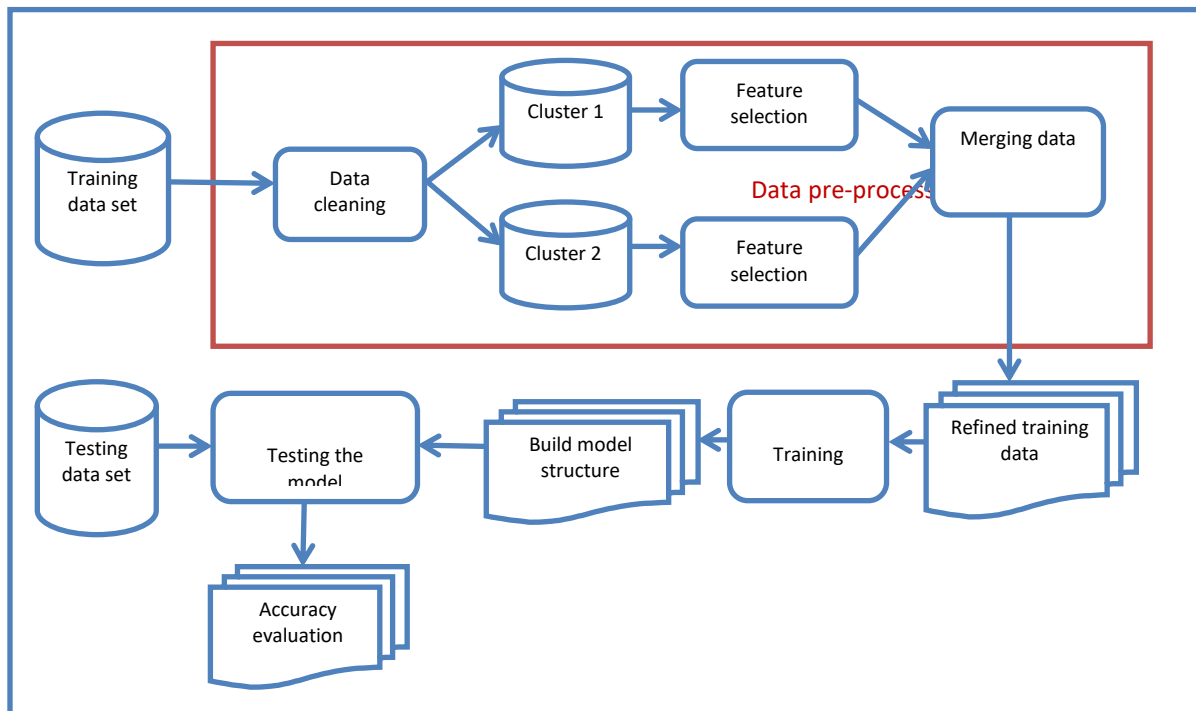 Training
data set
Data
cleaning
Cluster 1
Feature
selection
Cluster 2
Feature
selection
Merging data
Data pre-process
Testing
data set
Testing the
model
Build model
structure
Training
Refined training
data
Accuracy
evaluation